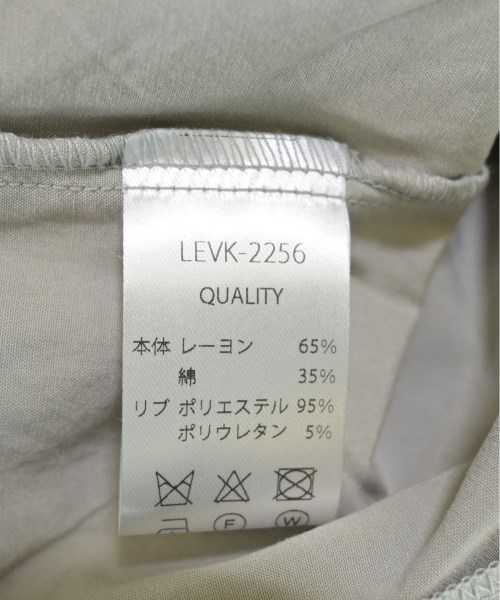 LEVK-2256
QUALITY
本体 レーヨン 65%
綿 35%
リブ ポリエステル 95%
ポリウレタン 5%
F W